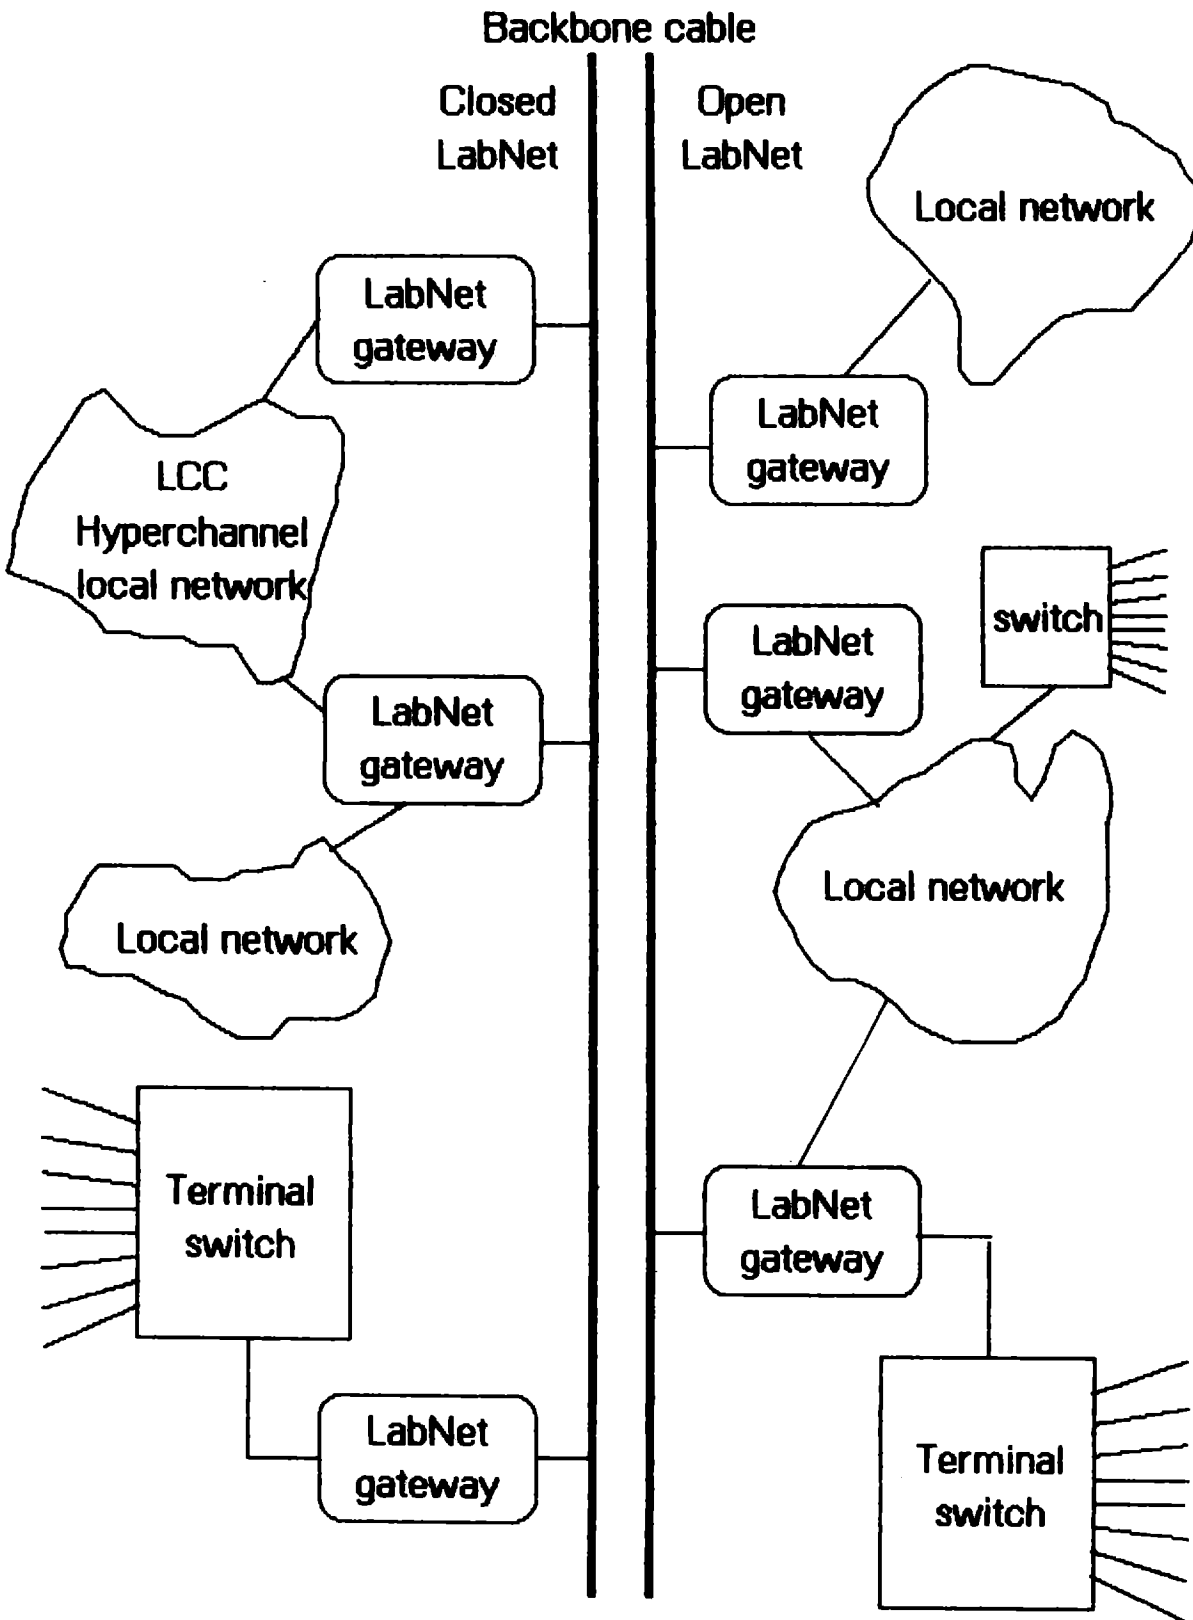 Backbone cable
Closed
LabNet
Open
LabNet
Local network
LabNet
gateway
LabNet
gateway
LCC
Hyperchannel
local network
switch
LabNet
gateway
LabNet
gateway
Local network
Local network
Terminal
switch
LabNet
gateway
LabNet
gateway
Terminal
switch